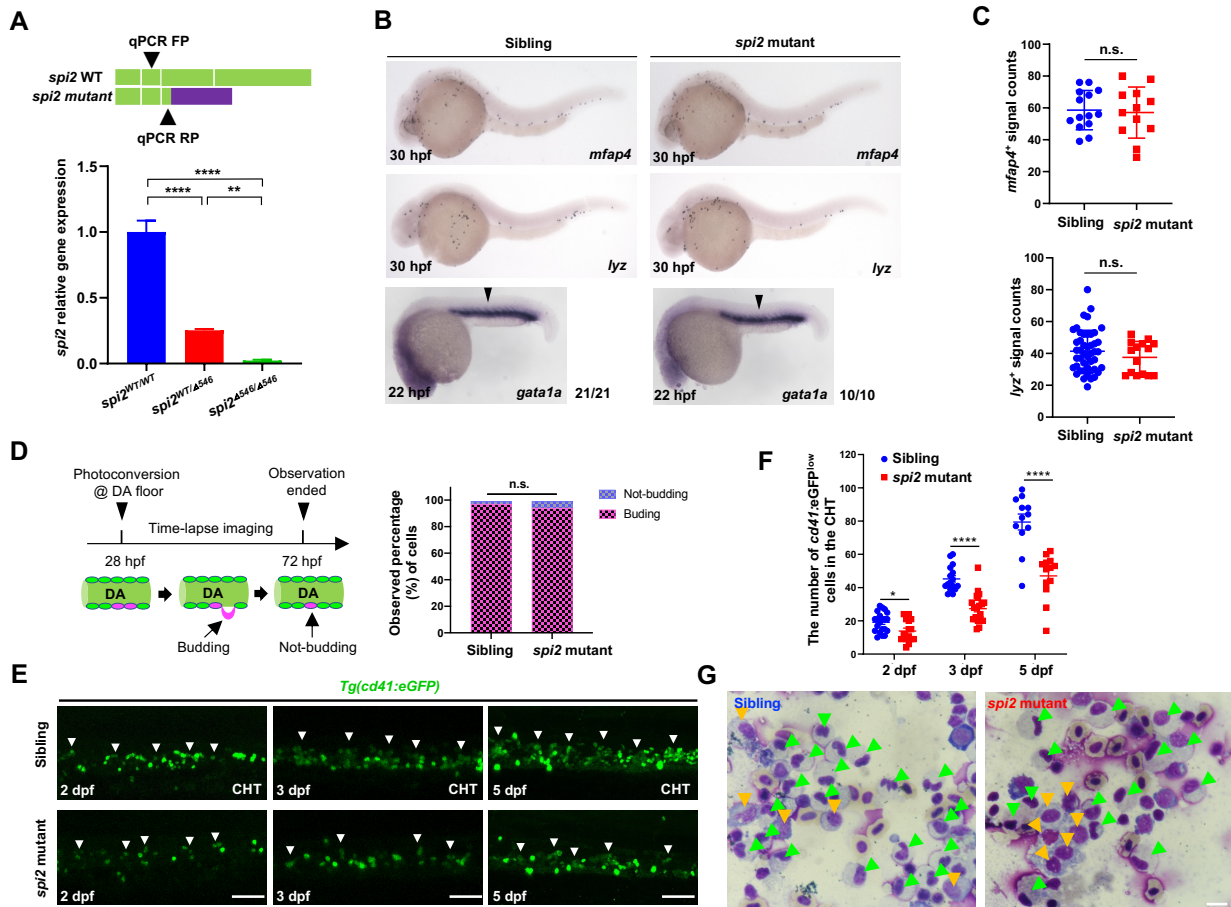 A
qPCR FP
spi2 WT
spi2 mutant
qPCR RP
spi2 relative gene expression
1.5
1.0
0.5
0.0
****
**** **
spi2WT/WT
spi2WT/Δ546
spi2Δ546/Δ546
B
Sibling spi2 mutant
30 hpf mfap4
30 hpf mfap4
30 hpf lyz
30 hpf lyz
22 hpf gata1a 21/21
22 hpf gata1a 10/10
C
mfap4+ signal counts
100
80
60
40
20
0
n.s.
Sibling spi2 mutant
lyz+ signal counts
100
80
60
40
20
0
n.s.
Sibling spi2 mutant
D
Photoconversion
@ DA floor
Observation
ended
Time-lapse imaging
28 hpf 72 hpf
DA DA DA
Budding Not-budding
Observed percentage
(%) of cells
100
80
60
40
20
0
n.s.
Not-budding
Buding
Sibling spi2 mutant
E
Tg(cd41:eGFP)
Sibling
2 dpf CHT
3 dpf CHT
5 dpf CHT
spi2 mutant
2 dpf
3 dpf
5 dpf
F
The number of cd41:eGFPlow
cells in the CHT
120
100
80
60
40
20
0
Sibling
spi2 mutant
*
****
****
2 dpf 3 dpf 5 dpf
G
Sibling
spi2 mutant